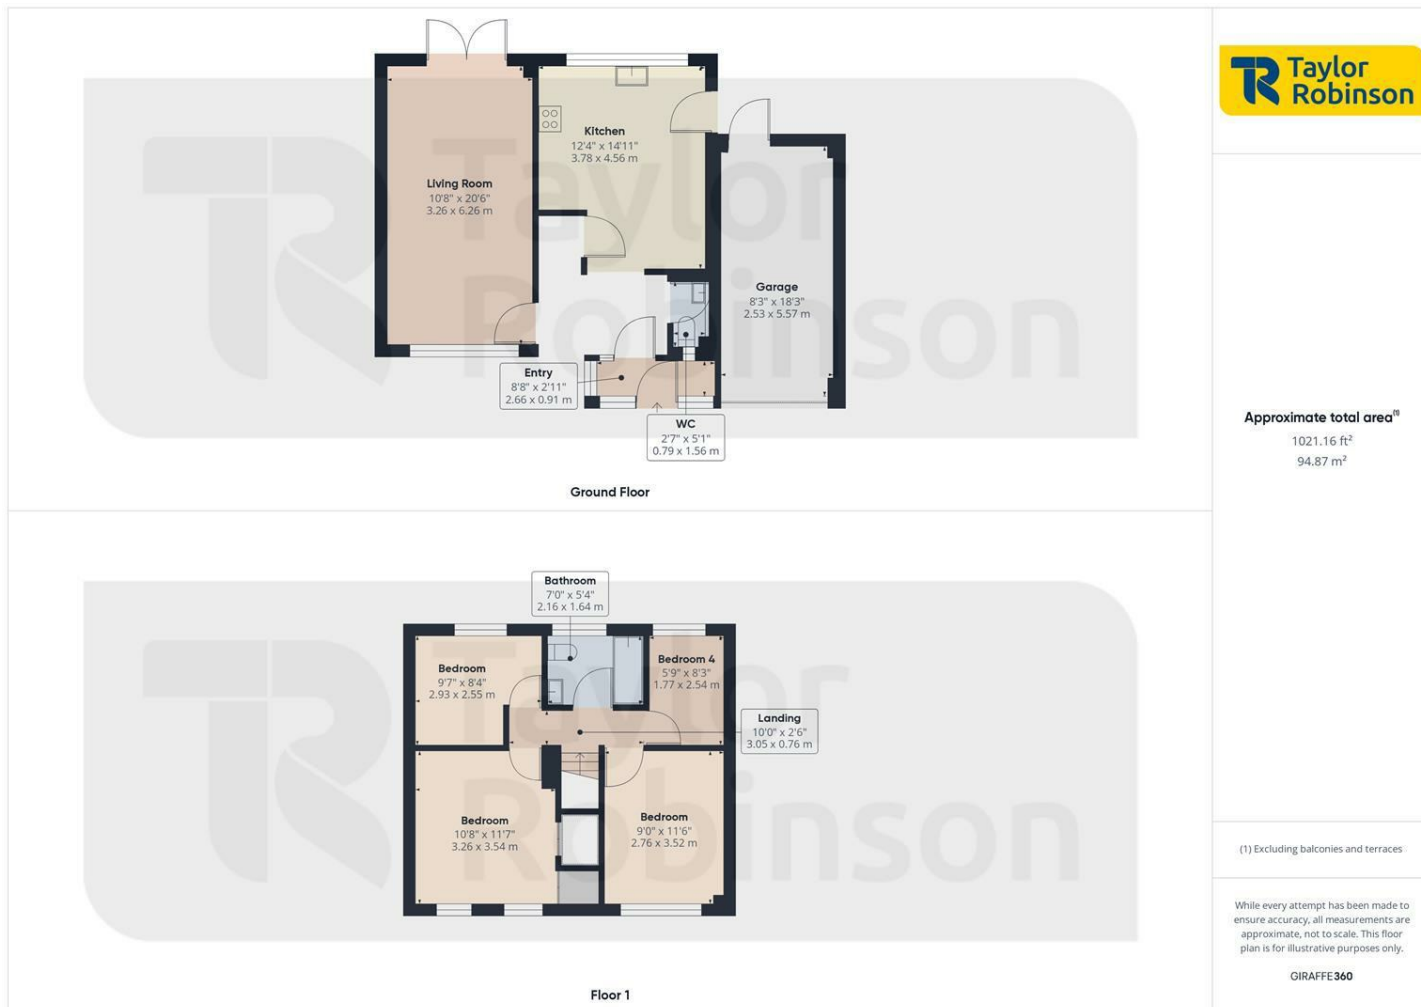 Taylor
Robinson
Kitchen
12'4" x 14'11"
3.78 x 4.56 m
Living Room
10'8" x 20'6"
3.26 x 6.26 m
Garage
8'3" x 18'3"
2.53 x 5.57 m
Entry
8'8" x 2'11"
2.66 x 0.91 m
WC
2'7" x 5'1"
0.79 x 1.56 m
Ground Floor
Taylor
Robinson
Approximate total area(1)
1021.16 ft²
94.87 m²
Taylor
Robinson
Bathroom
7'0" x 5'4"
2.16 x 1.64 m
Bedroom
9'7" x 8'4"
2.93 x 2.55 m
Bedroom 4
5'9" x 8'3"
1.77 x 2.54 m
Landing
10'0" x 2'6"
3.05 x 0.76 m
Bedroom
10'8" x 11'7"
3.26 x 3.54 m
Bedroom
9'0" x 11'6"
2.76 x 3.52 m
Floor 1
(1) Excluding balconies and terraces
While every attempt has been made to
ensure accuracy, all measurements are
approximate, not to scale. This floor
plan is for illustrative purposes only.
GIRAFFE360